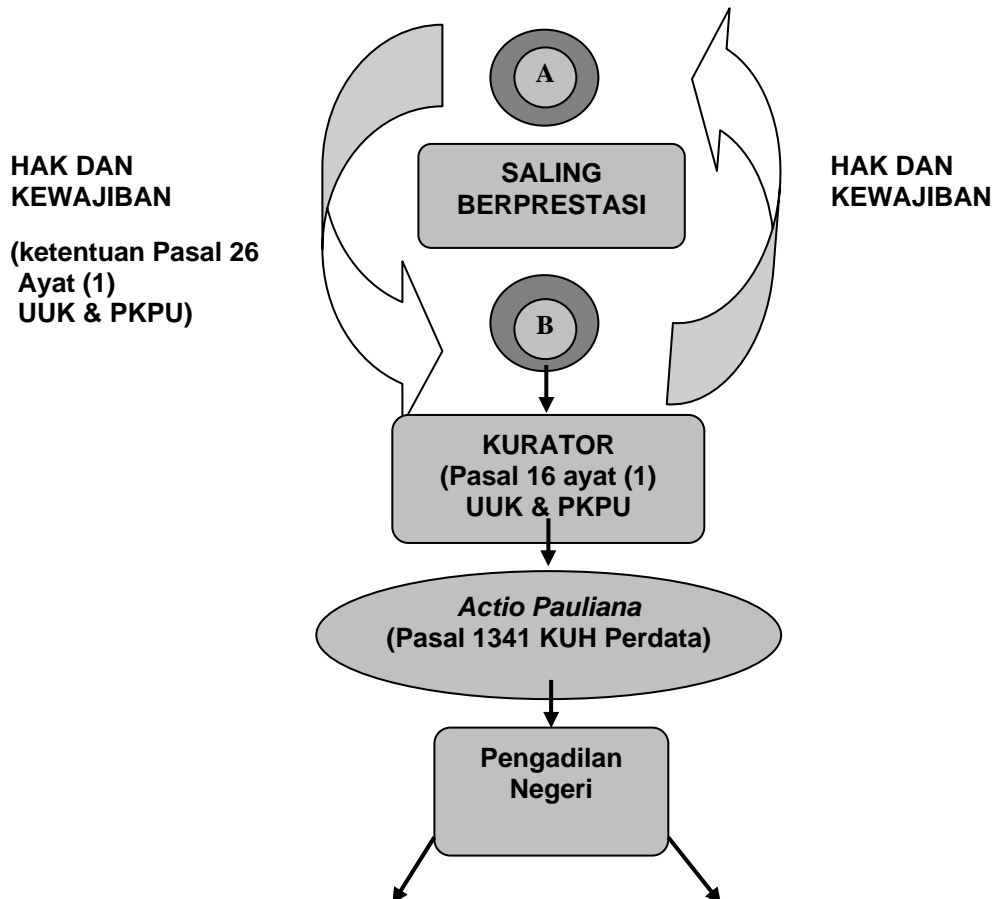 A
HAK DAN
KEWAJIBAN
(ketentuan Pasal 26
Ayat (1)
UUK & PKPU)
SALING
BERPRESTASI
HAK DAN
KEWAJIBAN
B
KURATOR
(Pasal 16 ayat (1)
UUK & PKPU
Actio Pauliana
(Pasal 1341 KUH Perdata)
Pengadilan
Negeri